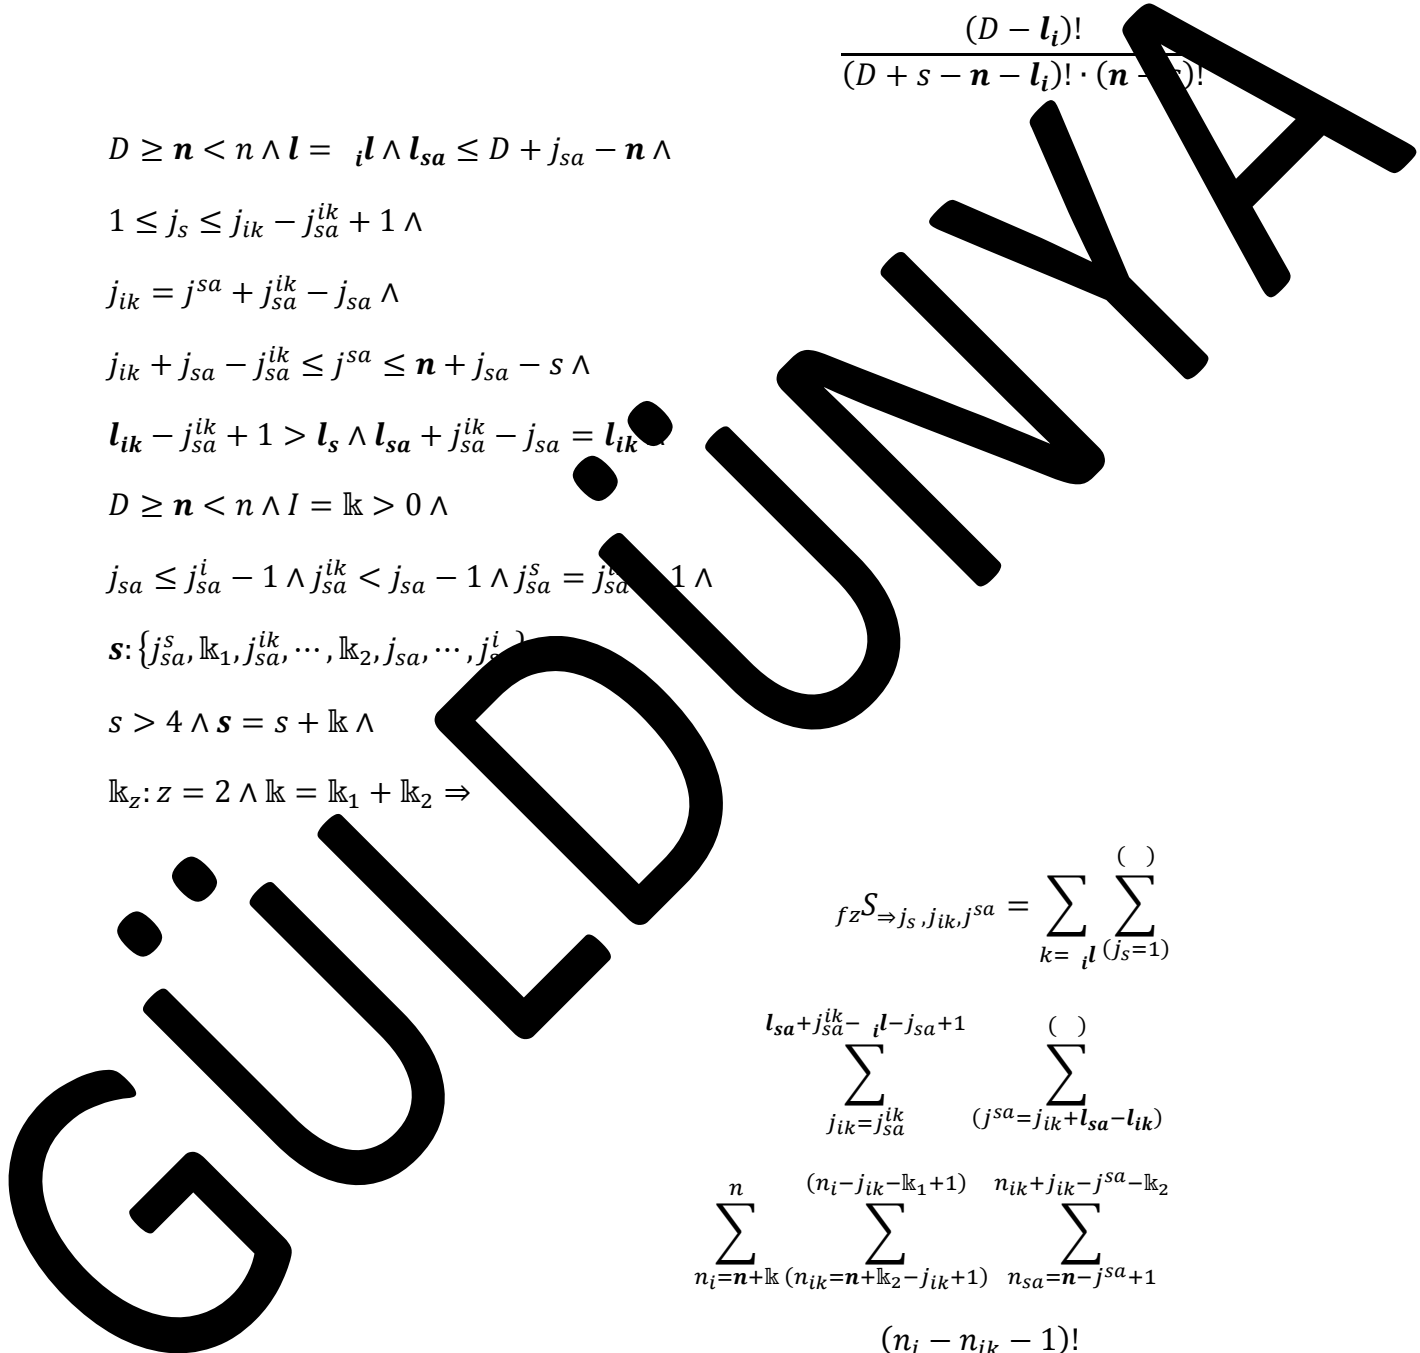 (D − l_i)!
(D + s − n − l_i)! · (n − s)!
D ≥ n < n ∧ l = _i l ∧ l_sa ≤ D + j_sa − n ∧
1 ≤ j_s ≤ j_ik − j_sa^ik + 1 ∧
j_ik = j^sa + j_sa^ik − j_sa ∧
j_ik + j_sa − j_sa^ik ≤ j^sa ≤ n + j_sa − s ∧
l_ik − j_sa^ik + 1 > l_s ∧ l_sa + j_sa^ik − j_sa = l_ik
D ≥ n < n ∧ I = 𝕜 > 0 ∧
j_sa ≤ j_sa^i − 1 ∧ j_sa^ik < j_sa − 1 ∧ j_sa^s = j_sa 1 ∧
s: {j_sa^s, 𝕜_1, j_sa^ik, ⋯ , 𝕜_2, j_sa, ⋯ , j^i }
s > 4 ∧ s = s + 𝕜 ∧
𝕜_z: z = 2 ∧ 𝕜 = 𝕜_1 + 𝕜_2 ⇒
GÜLDÜNYA
( )
_fz S_⇒j_s, j_ik, j^sa = ∑ ∑
k= _i l (j_s=1)
l_sa+j_sa^ik− _i l−j_sa+1 ( )
∑ ∑
j_ik=j_sa^ik (j^sa=j_ik+l_sa−l_ik)
n (n_i−j_ik−𝕜_1+1) n_ik+j_ik−j^sa−𝕜_2
∑ ∑ ∑
n_i=n+𝕜 (n_ik=n+𝕜_2−j_ik+1) n_sa=n−j^sa+1
(n_i − n_ik − 1)!